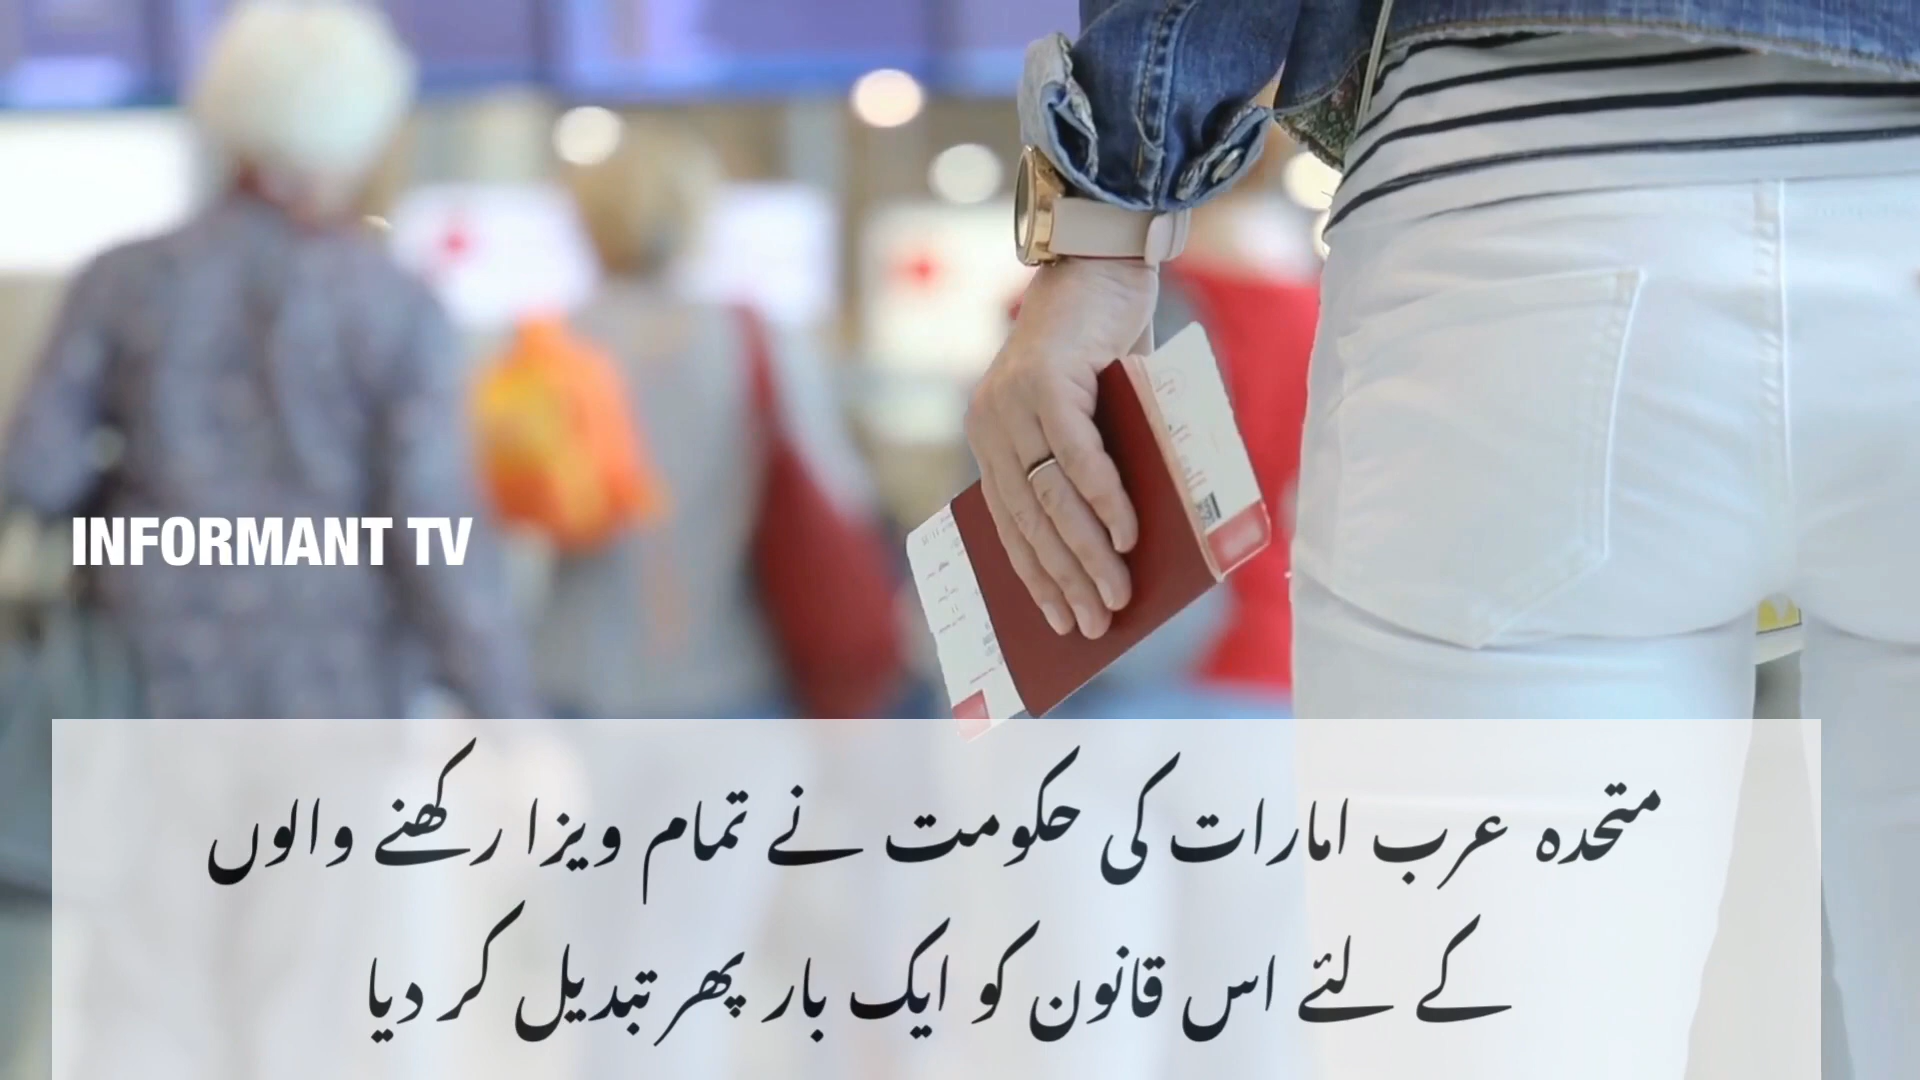 INFORMANT TV
متحدہ عرب امارات کی حکومت نے تمام ویزا رکھنے والوں
کے لئے اس قانون کو ایک بار پھر تبدیل کر دیا